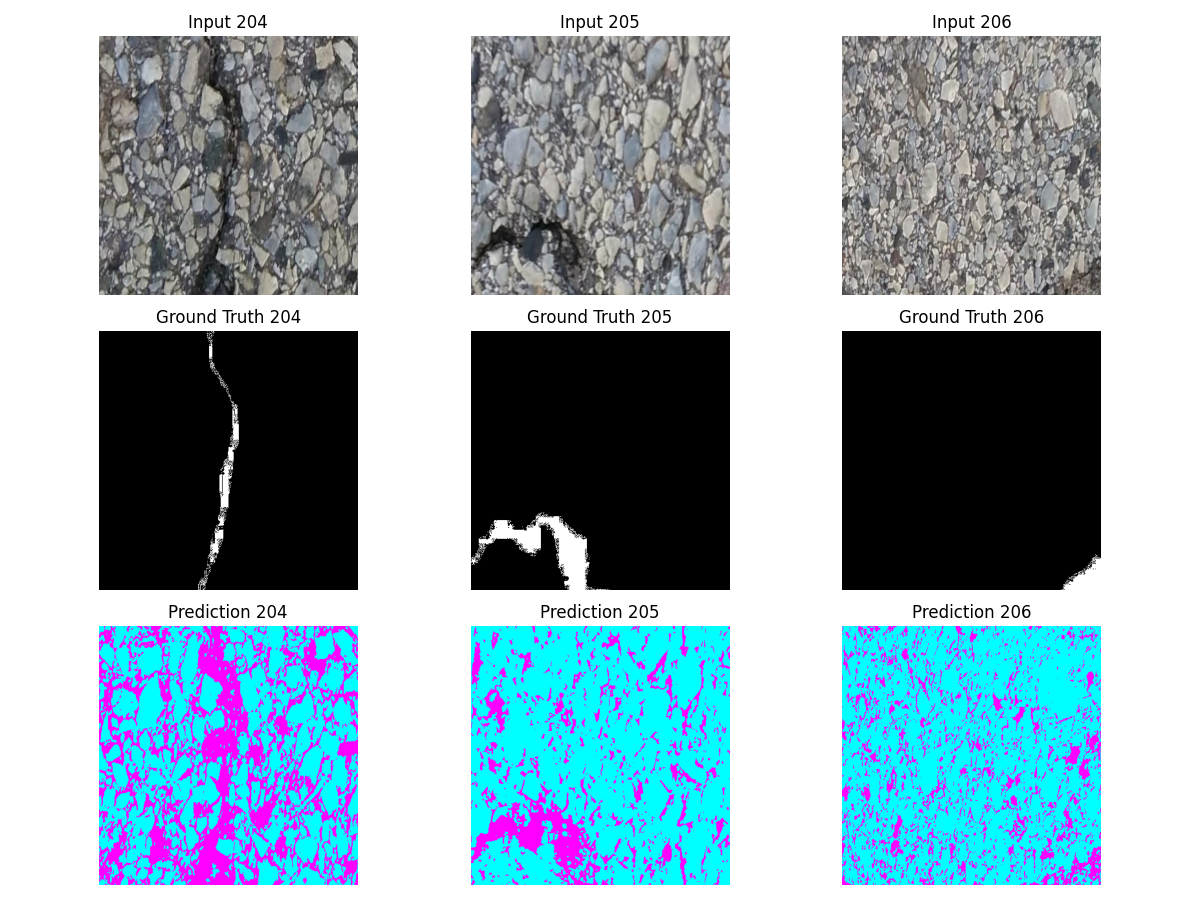 Input 204
Input 205
Input 206
Ground Truth 204
Ground Truth 205
Ground Truth 206
Prediction 204
Prediction 205
Prediction 206